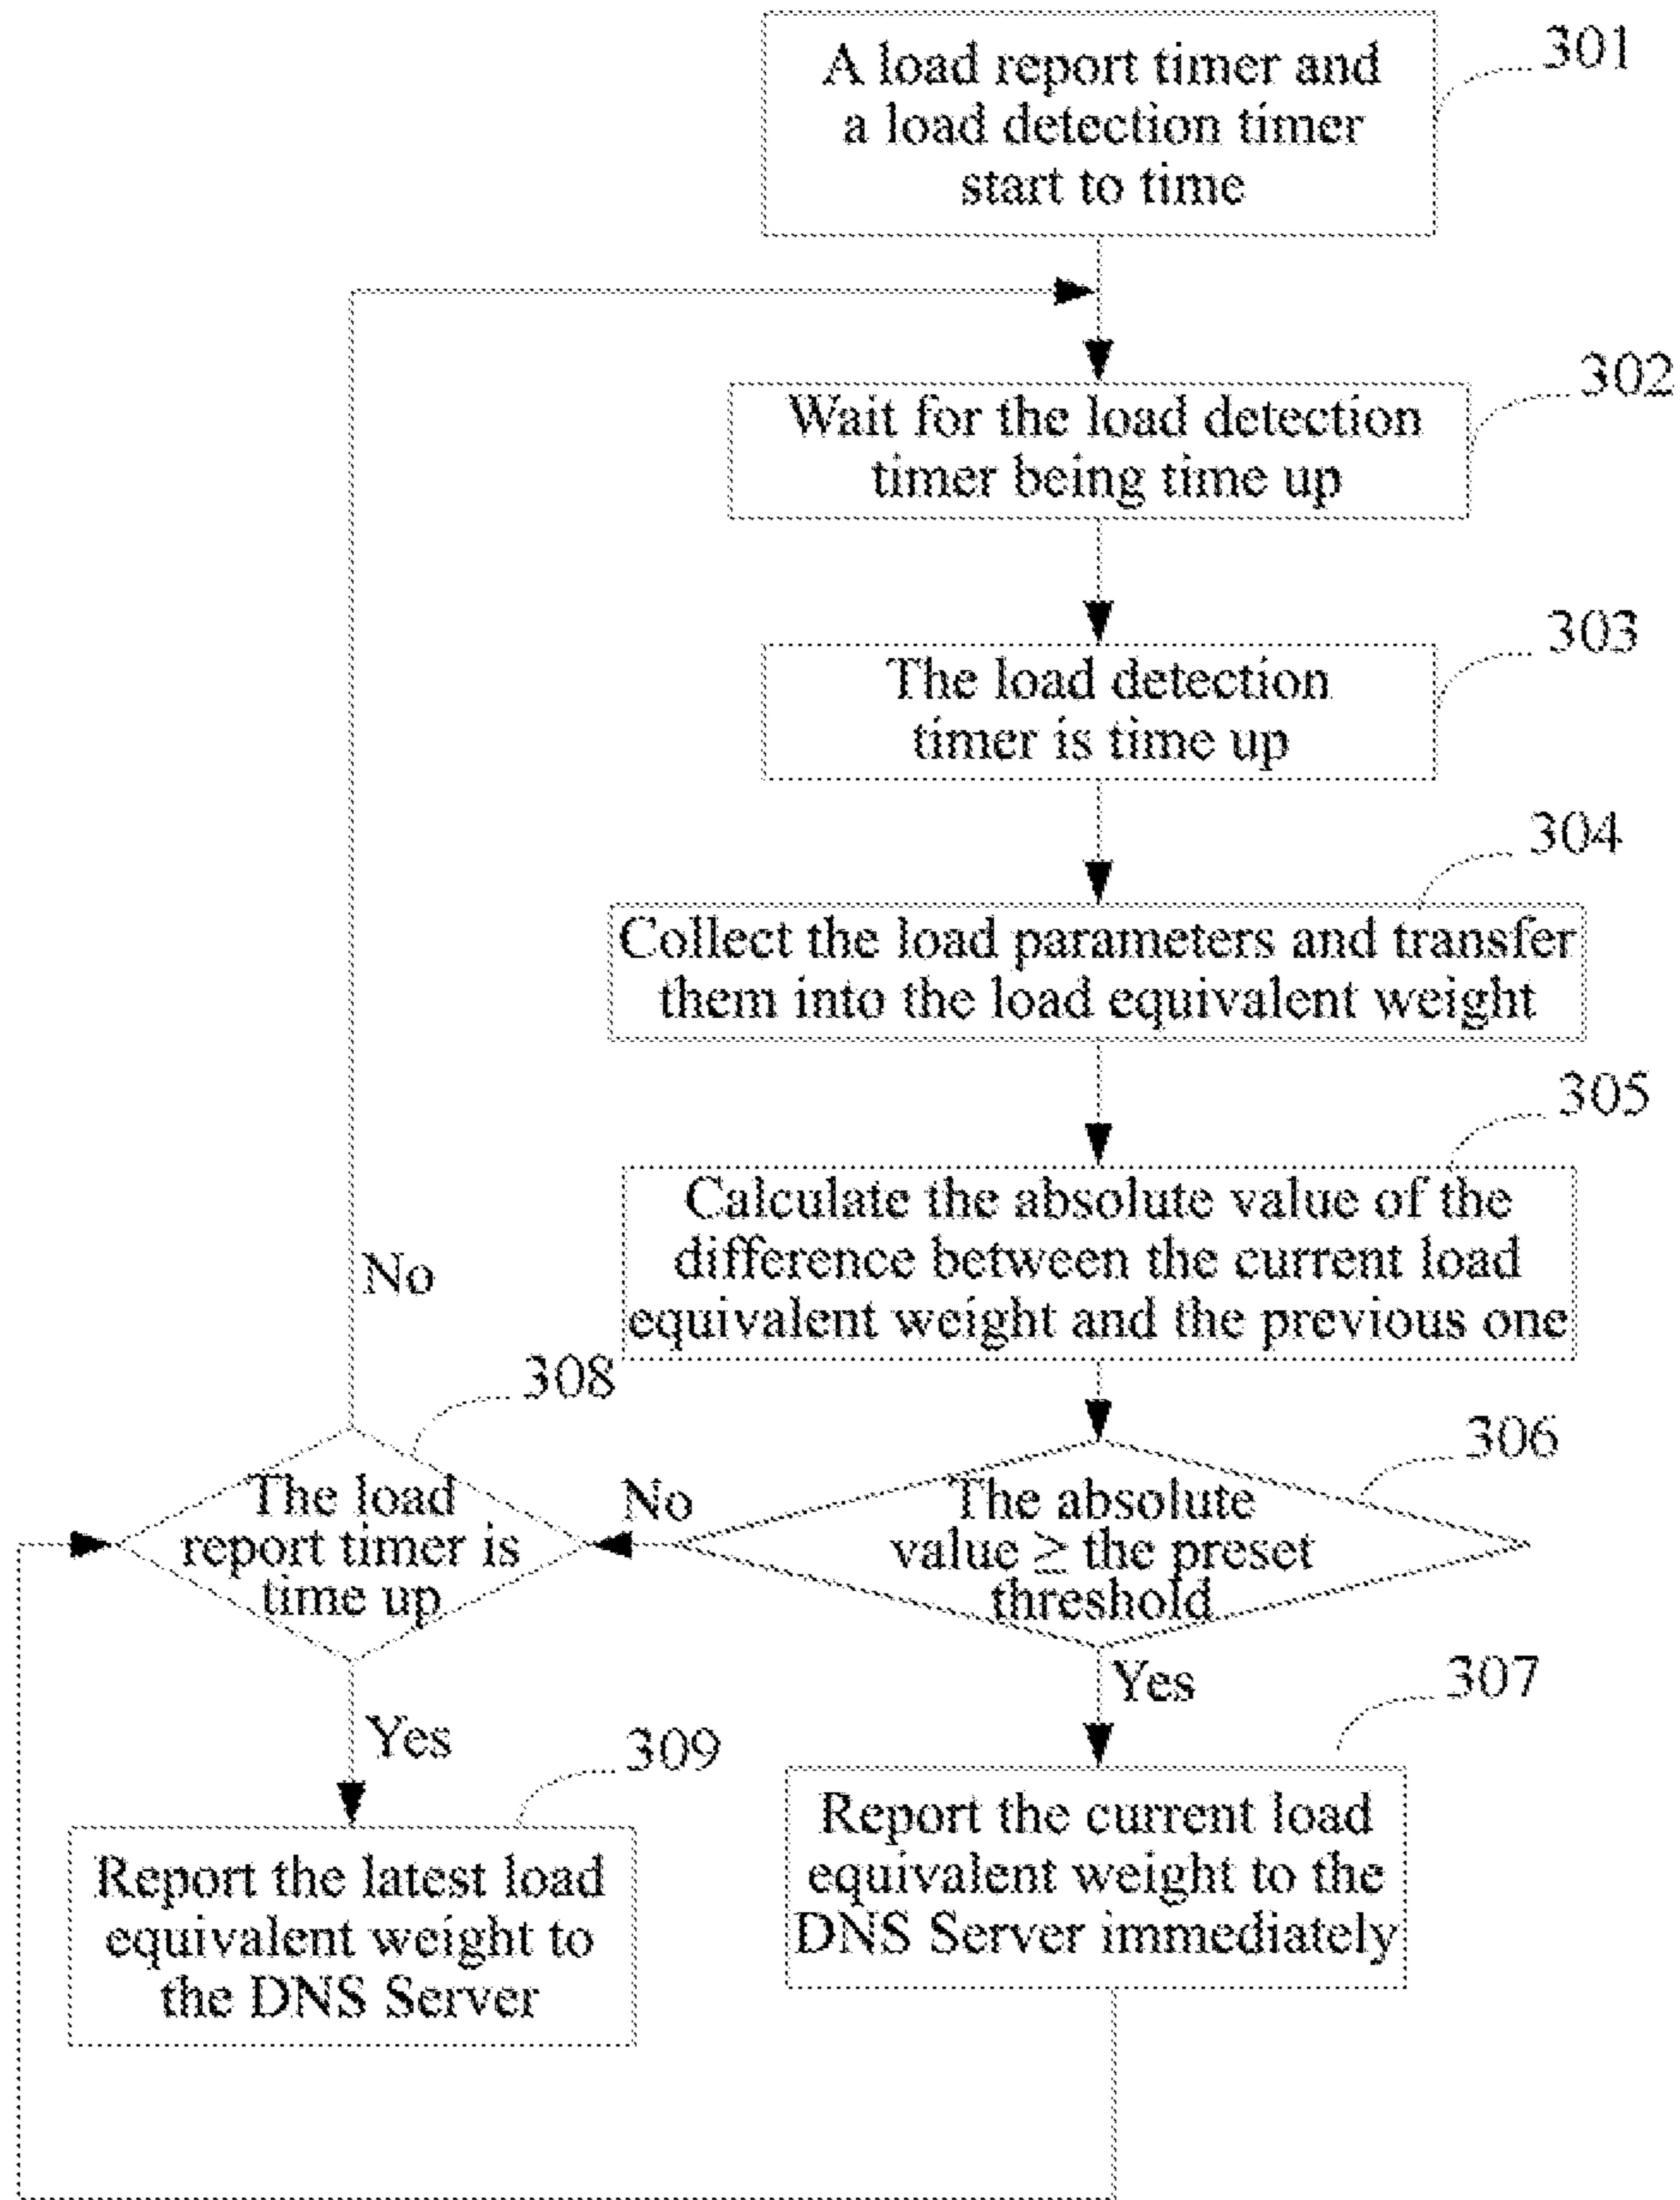 A load report timer and
a load detection timer
start to time
301
Wait for the load detection
timer being time up
302
The load detection
timer is time up
303
Collect the load parameters and transfer
them into the load equivalent weight
304
Calculate the absolute value of the
difference between the current load
equivalent weight and the previous one
305
The absolute
value ≥ the preset
threshold
306
No
Yes
Report the current load
equivalent weight to the
DNS Server immediately
307
The load
report timer is
time up
308
No
Yes
Report the latest load
equivalent weight to
the DNS Server
309